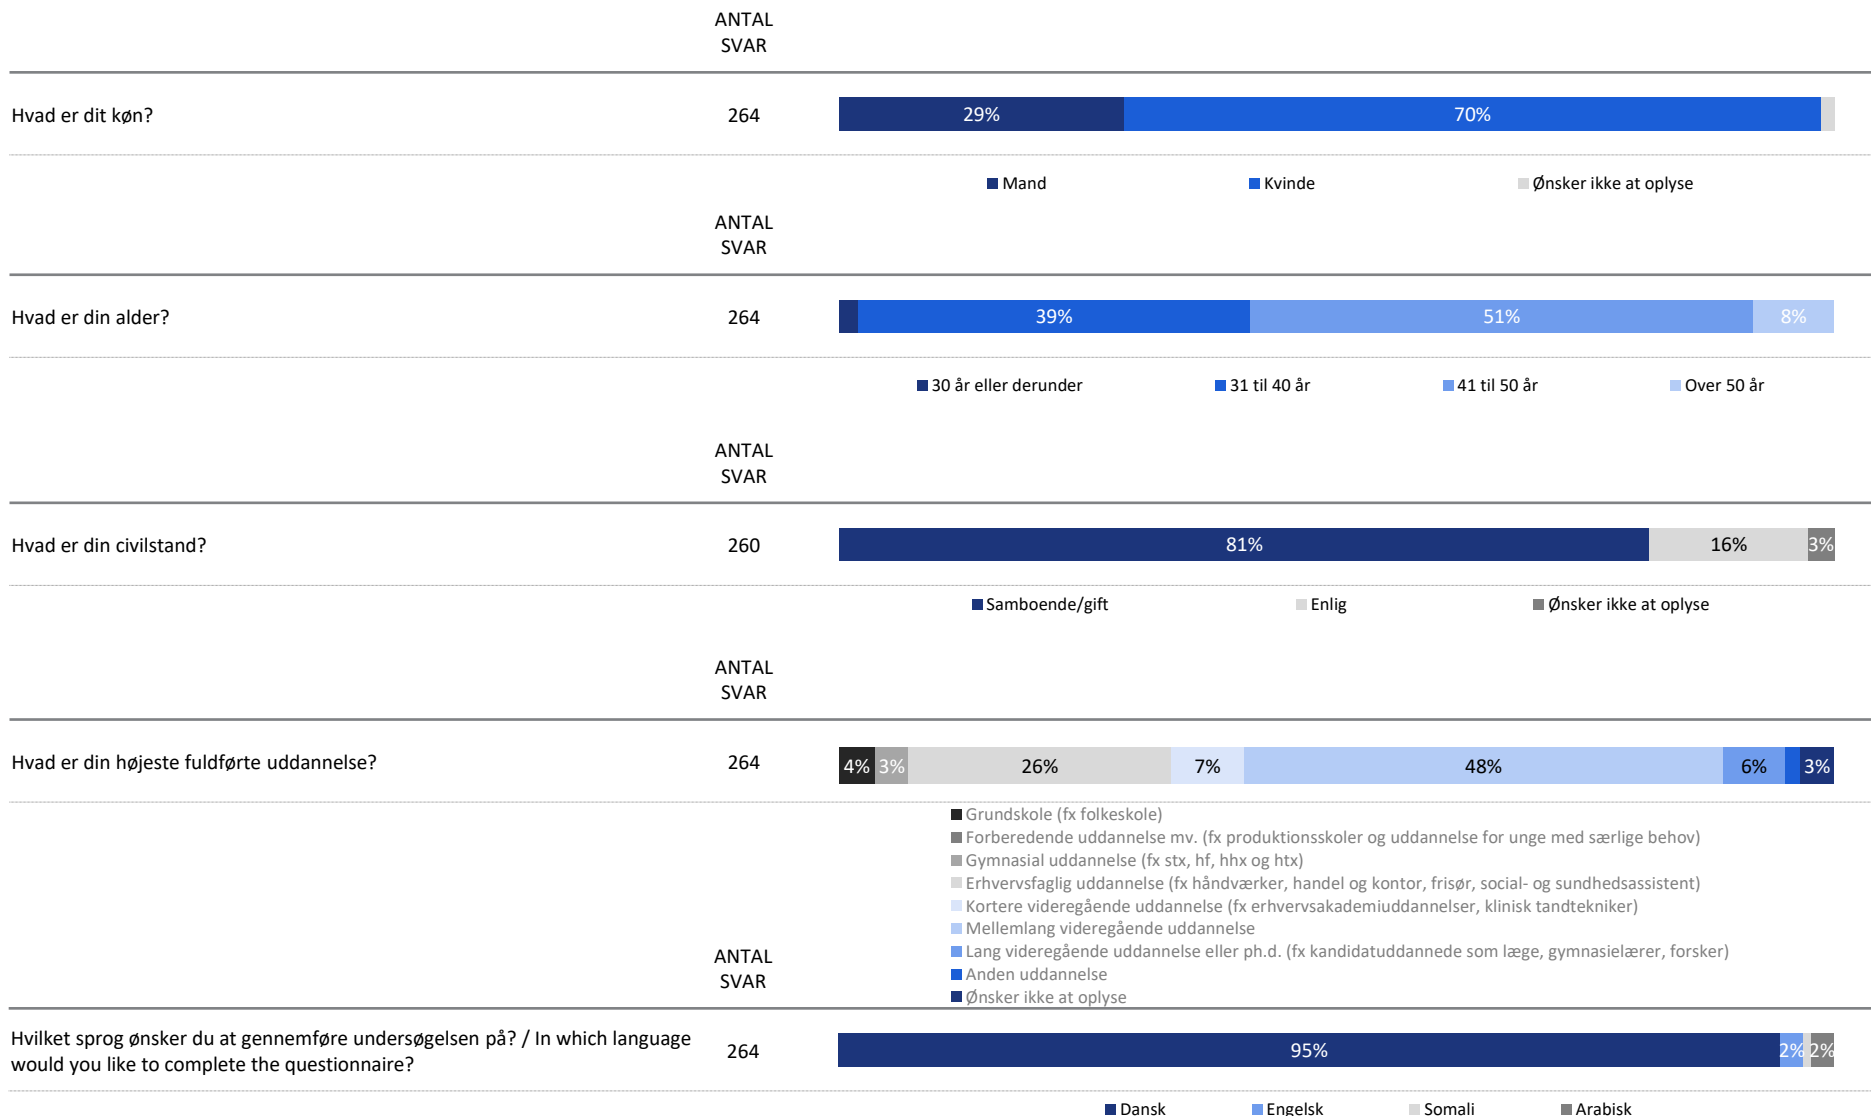 ANTAL
SVAR
Hvad er dit køn?
264
29%
70%
Mand
Kvinde
Ønsker ikke at oplyse
ANTAL
SVAR
Hvad er din alder?
264
39%
51%
8%
30 år eller derunder
31 til 40 år
41 til 50 år
Over 50 år
ANTAL
SVAR
Hvad er din civilstand?
260
81%
16%
3%
Samboende/gift
Enlig
Ønsker ikke at oplyse
ANTAL
SVAR
Hvad er din højeste fuldførte uddannelse?
264
4%
3%
26%
7%
48%
6%
3%
Grundskole (fx folkeskole)
Forberedende uddannelse mv. (fx produktionsskoler og uddannelse for unge med særlige behov)
Gymnasial uddannelse (fx stx, hf, hhx og htx)
Erhvervsfaglig uddannelse (fx håndværker, handel og kontor, frisør, social- og sundhedsassistent)
Kortere videregående uddannelse (fx erhvervsakademiuddannelser, klinisk tandtekniker)
Mellemlang videregående uddannelse
Lang videregående uddannelse eller ph.d. (fx kandidatuddannede som læge, gymnasielærer, forsker)
Anden uddannelse
Ønsker ikke at oplyse
ANTAL
SVAR
Hvilket sprog ønsker du at gennemføre undersøgelsen på? / In which language
would you like to complete the questionnaire?
264
95%
2%
2%
Dansk
Engelsk
Somali
Arabisk